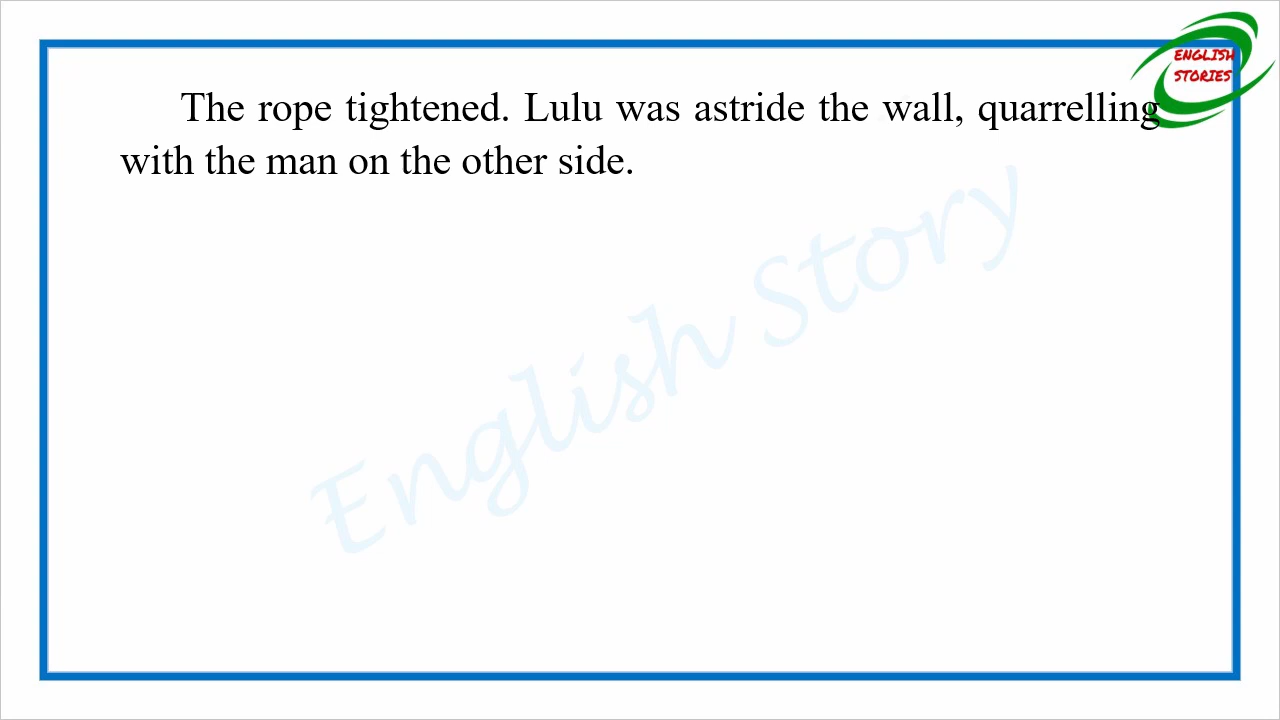 ENGLISH
STORIES
The rope tightened. Lulu was astride the wall, quarrelling
with the man on the other side.
English Story